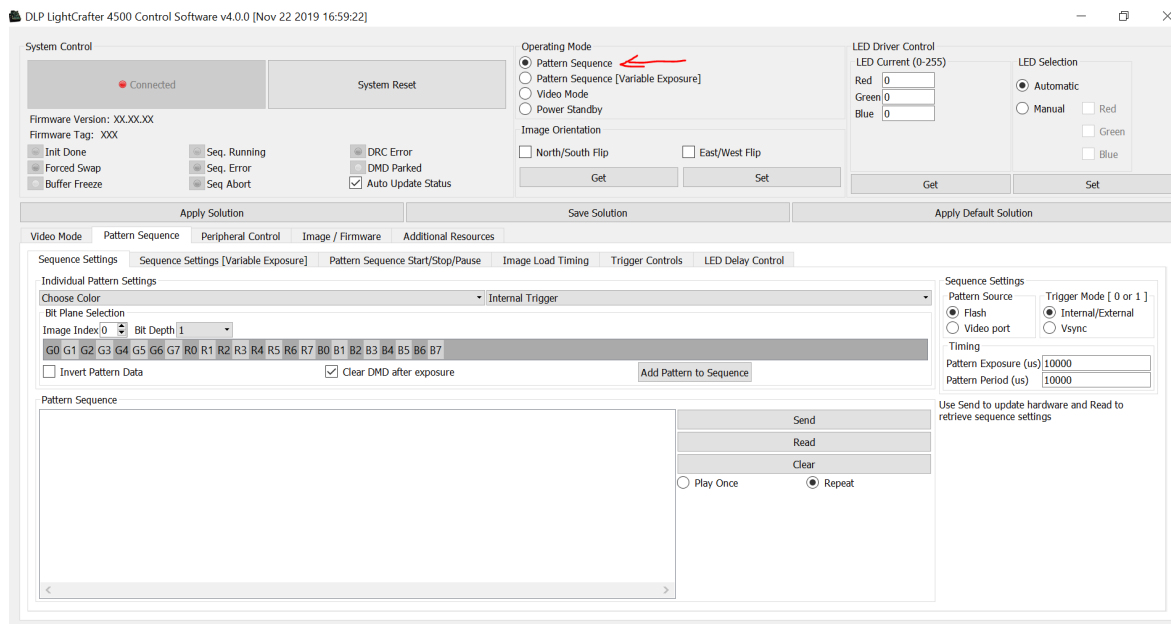 DLP LightCrafter 4500 Control Software v4.0.0 [Nov 22 2019 16:59:22]
System Control
Connected
System Reset
Firmware Version: XX.XX.XX
Firmware Tag: XXX
Init Done
Seq. Running
DRC Error
Forced Swap
Seq. Error
DMD Parked
Buffer Freeze
Seq Abort
Auto Update Status
Operating Mode
Pattern Sequence
Pattern Sequence [Variable Exposure]
Video Mode
Power Standby
Image Orientation
North/South Flip
East/West Flip
Get
Set
LED Driver Control
LED Current (0-255)
Red 0
Green 0
Blue 0
LED Selection
Automatic
Manual
Red
Green
Blue
Get
Set
Apply Solution
Save Solution
Apply Default Solution
Video Mode
Pattern Sequence
Peripheral Control
Image / Firmware
Additional Resources
Sequence Settings
Sequence Settings [Variable Exposure]
Pattern Sequence Start/Stop/Pause
Image Load Timing
Trigger Controls
LED Delay Control
Individual Pattern Settings
Choose Color
Internal Trigger
Bit Plane Selection
Image Index 0
Bit Depth 1
G0 G1 G2 G3 G4 G5 G6 G7 R0 R1 R2 R3 R4 R5 R6 R7 B0 B1 B2 B3 B4 B5 B6 B7
Invert Pattern Data
Clear DMD after exposure
Add Pattern to Sequence
Pattern Sequence
Send
Read
Clear
Play Once
Repeat
Sequence Settings
Pattern Source
Flash
Video port
Trigger Mode [ 0 or 1 ]
Internal/External
Vsync
Timing
Pattern Exposure (us) 10000
Pattern Period (us) 10000
Use Send to update hardware and Read to
retrieve sequence settings